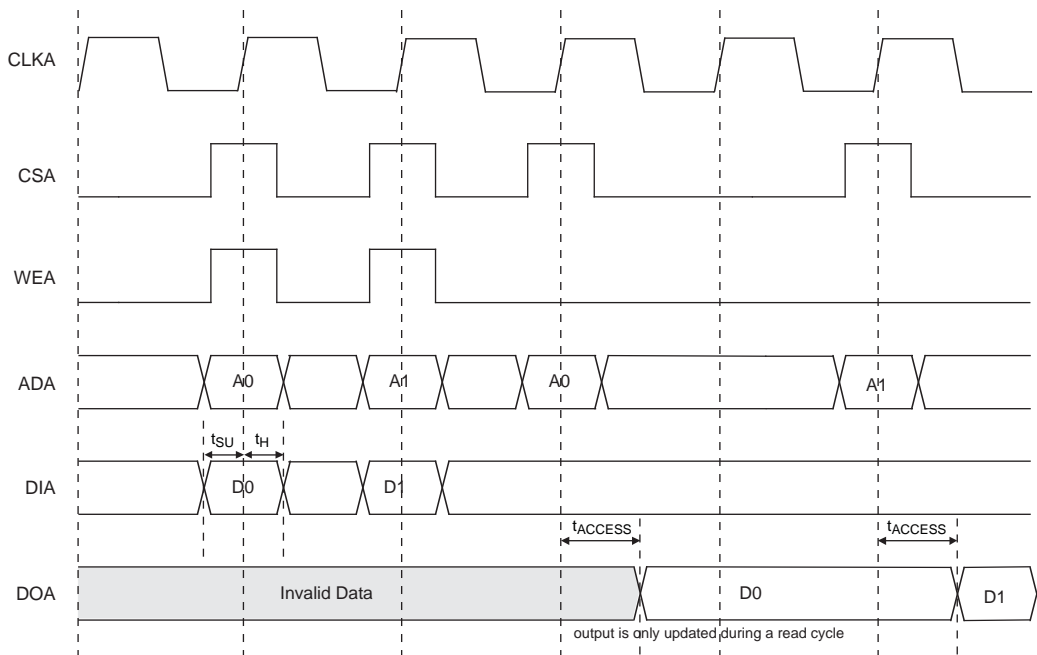 CLKA
CSA
WEA
ADA A0 A1 A0 A1
tSU tH
DIA D0 D1
tACCESS tACCESS
DOA Invalid Data D0 D1
output is only updated during a read cycle